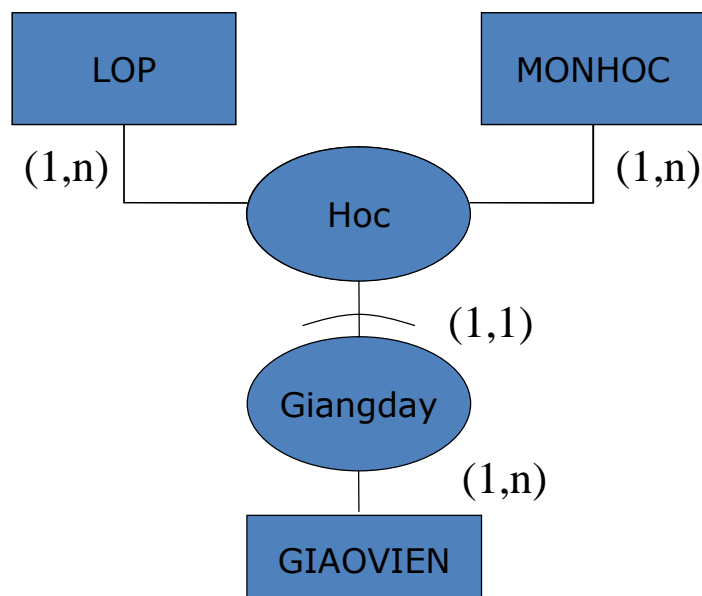 LOP
MONHOC
(1,n)
(1,n)
Hoc
(1,1)
Giangday
(1,n)
GIAOVIEN